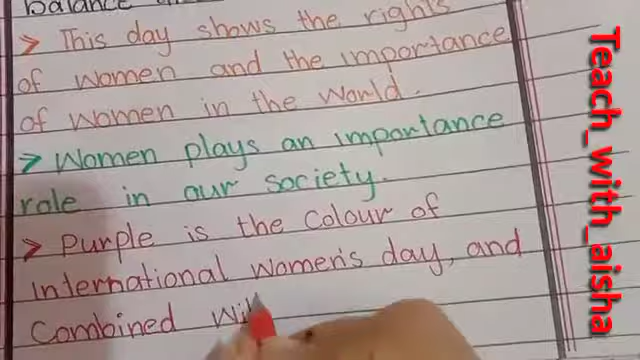 balance
> This day shows the rights
of women and the importance
of women in the world.
> Women plays an importance
role in our society.
> Purple is the colour of
International Women's day, and
Combined
Teach_with_aisha